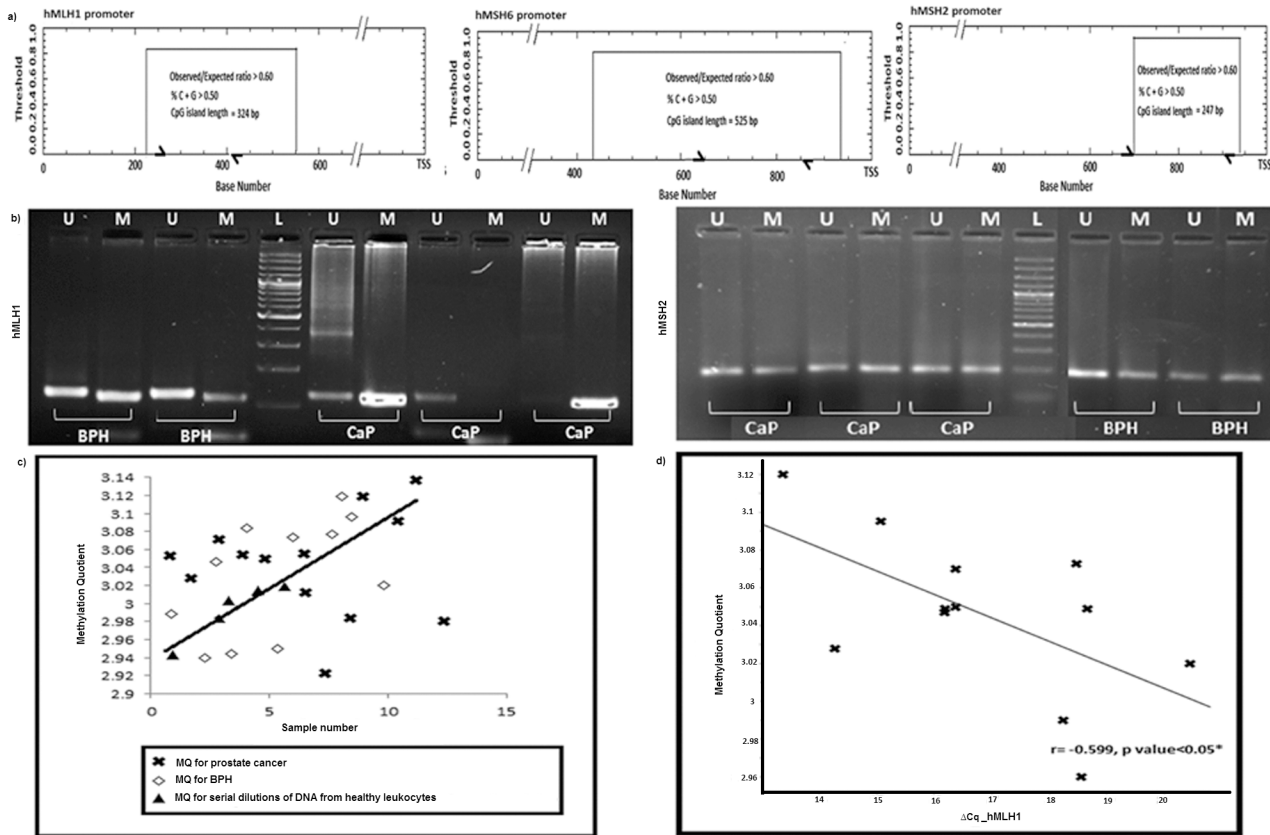 a)
hMLH1 promoter
Threshold
0.0 0.2 0.4 0.6 0.8 1.0
Observed/Expected ratio > 0.60
% C + G > 0.50
CpG island length = 324 bp
0 200 400 600 TSS
Base Number
hMSH6 promoter
Threshold
0.0 0.2 0.4 0.6 0.8 1.0
Observed/Expected ratio > 0.60
% C + G > 0.50
CpG island length = 525 bp
0 400 600 800 TSS
Base Number
hMSH2 promoter
Threshold
0.0 0.2 0.4 0.6 0.8 1.0
Observed/Expected ratio > 0.60
% C + G > 0.50
CpG island length = 247 bp
0 400 600 800 TSS
Base Number
b)
hMLH1
U M U M L U M U M U M
BPH BPH CaP CaP CaP
hMSH2
U M U M U M L U M U M
CaP CaP CaP BPH BPH
c)
Methylation Quotient
3.14
3.12
3.1
3.08
3.06
3.04
3.02
3
2.98
2.96
2.94
2.92
2.9
0 5 10 15
Sample number
MQ for prostate cancer
MQ for BPH
MQ for serial dilutions of DNA from healthy leukocytes
d)
Methylation Quotient
3.12
3.1
3.08
3.06
3.04
3.02
3
2.98
2.96
r= -0.599, p value<0.05*
14 15 16 17 18 19 20
ΔCq_hMLH1